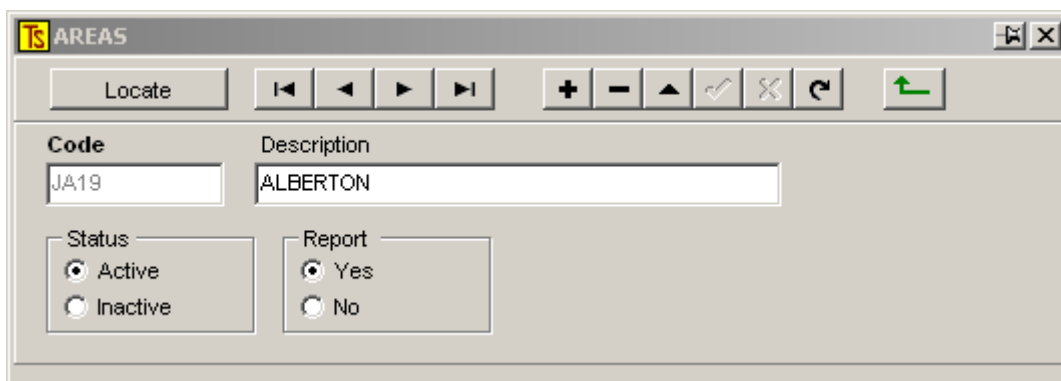 Ts AREAS
Locate
Code Description
JA19 ALBERTON
Status Report
Active Yes
Inactive No